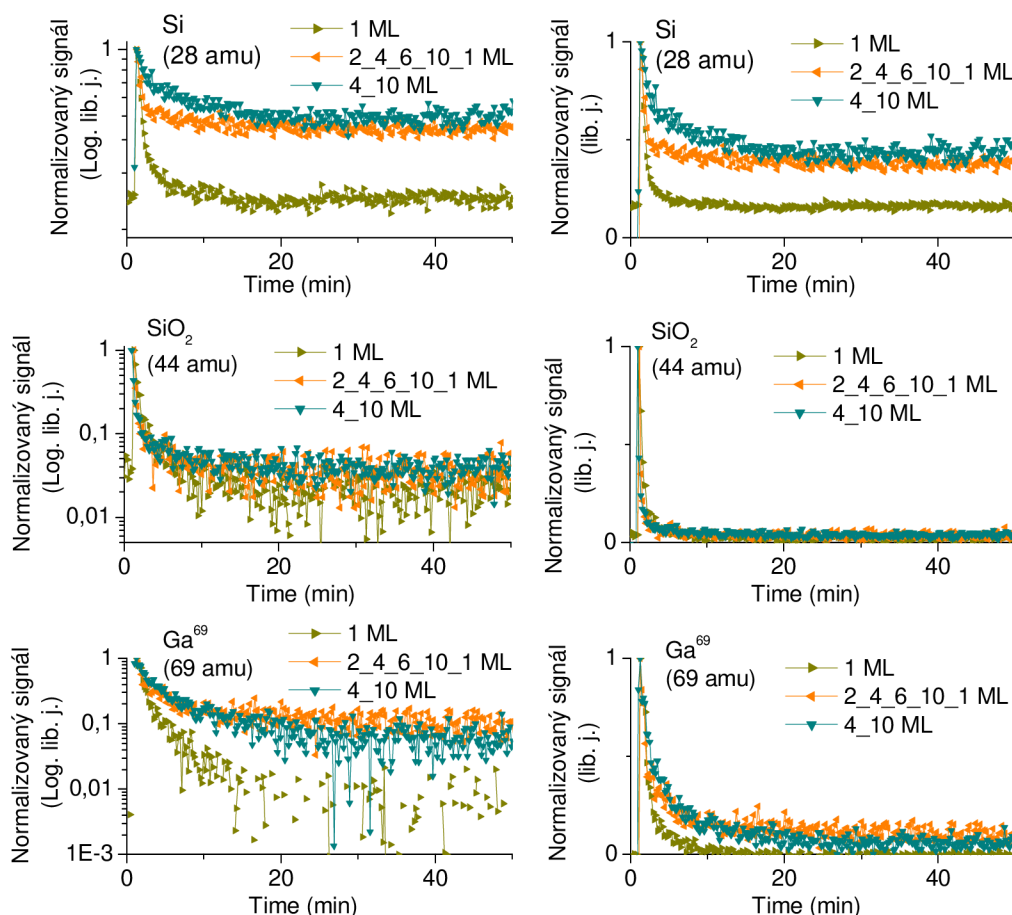 Si
(28 amu)
1 ML
2_4_6_10_1 ML
4_10 ML
Normalizovaný signál
(Log. lib. j.)
1
0
20
40
Time (min)
Si
(28 amu)
1 ML
2_4_6_10_1 ML
4_10 ML
Normalizovaný signál
(lib. j.)
1
0
0
20
40
Time (min)
SiO₂
(44 amu)
1 ML
2_4_6_10_1 ML
4_10 ML
Normalizovaný signál
(Log. lib. j.)
1
0,1
0,01
0
20
40
Time (min)
SiO₂
(44 amu)
1 ML
2_4_6_10_1 ML
4_10 ML
Normalizovaný signál
(lib. j.)
1
0
0
20
40
Time (min)
Ga⁶⁹
(69 amu)
1 ML
2_4_6_10_1 ML
4_10 ML
Normalizovaný signál
(Log. lib. j.)
1
0,1
0,01
1E-3
0
20
40
Time (min)
Ga⁶⁹
(69 amu)
1 ML
2_4_6_10_1 ML
4_10 ML
Normalizovaný signál
(lib. j.)
1
0
0
20
40
Time (min)